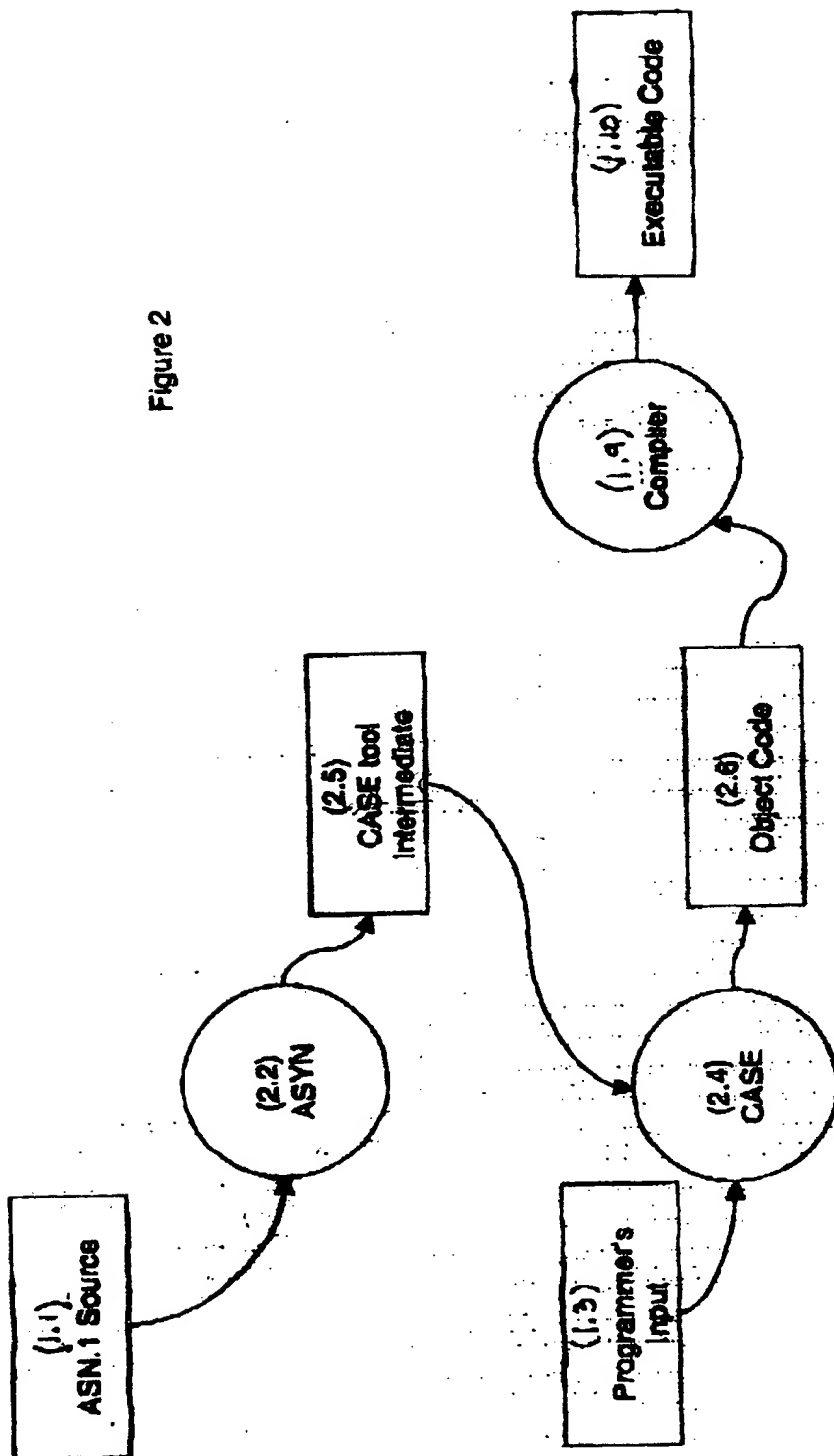 Figure 2
(1.1)
ASN.1 Source
(2.2)
ASYN
(2.5)
CASE tool
Intermediate
(1.3)
Programmer's
Input
(2.4)
CASE
(2.6)
Object Code
(1.9)
Compiler
(1.10)
Executable Code